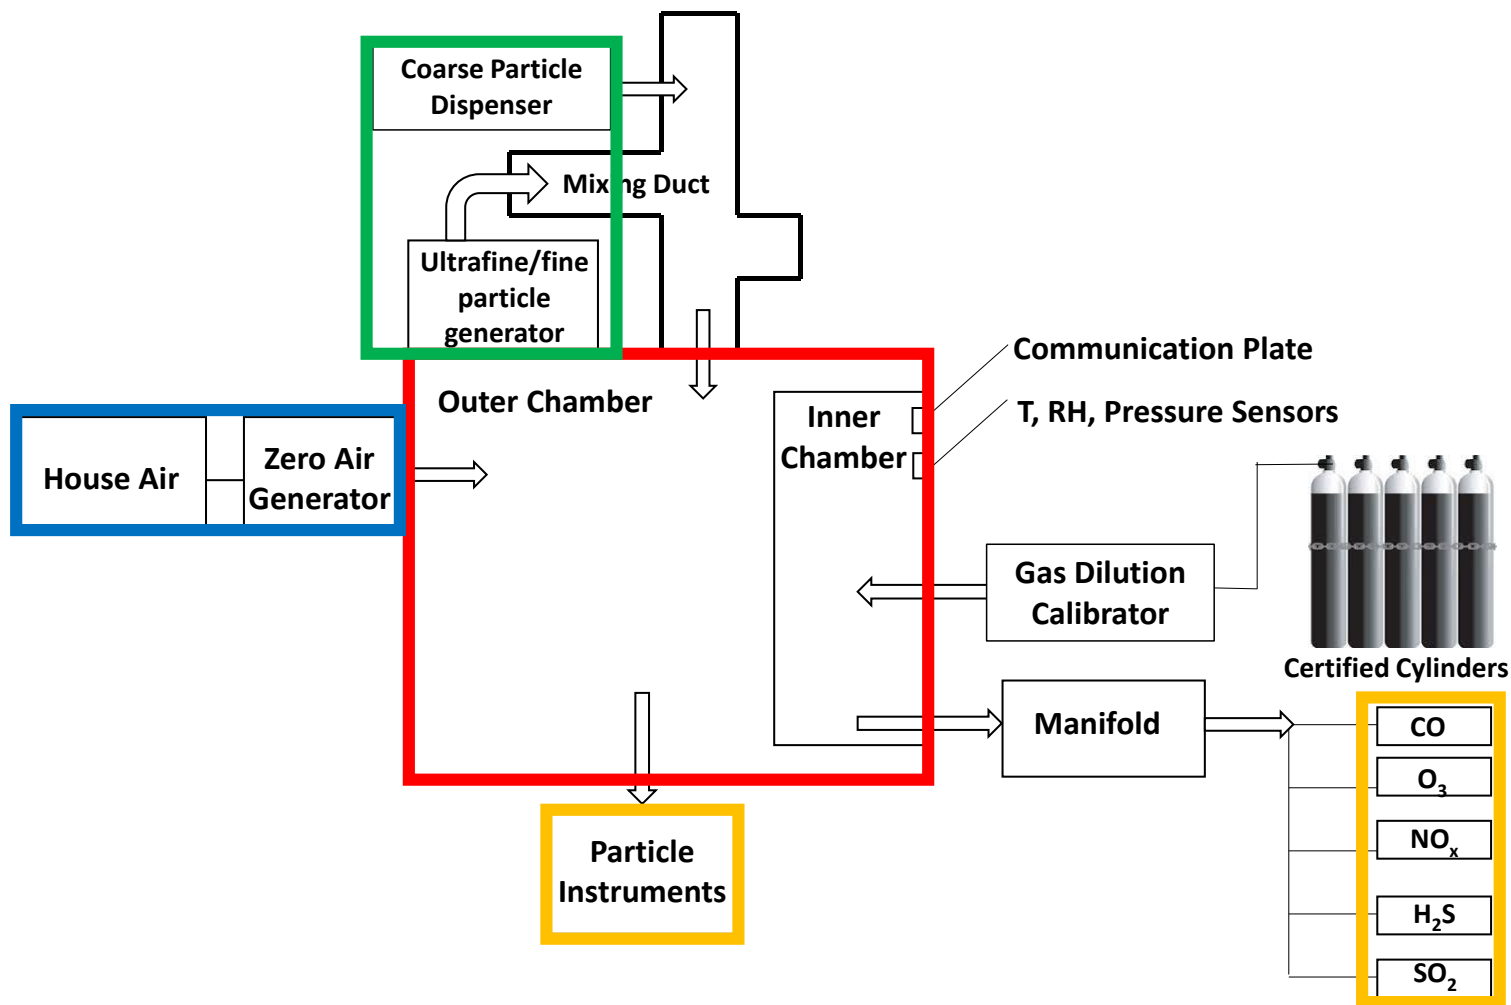 Coarse Particle
Dispenser
Mixing Duct
Ultrafine/fine
particle
generator
Communication Plate
T, RH, Pressure Sensors
Outer Chamber
Inner
Chamber
House Air
Zero Air
Generator
Gas Dilution
Calibrator
Certified Cylinders
Manifold
CO
O₃
NOₓ
H₂S
SO₂
Particle
Instruments